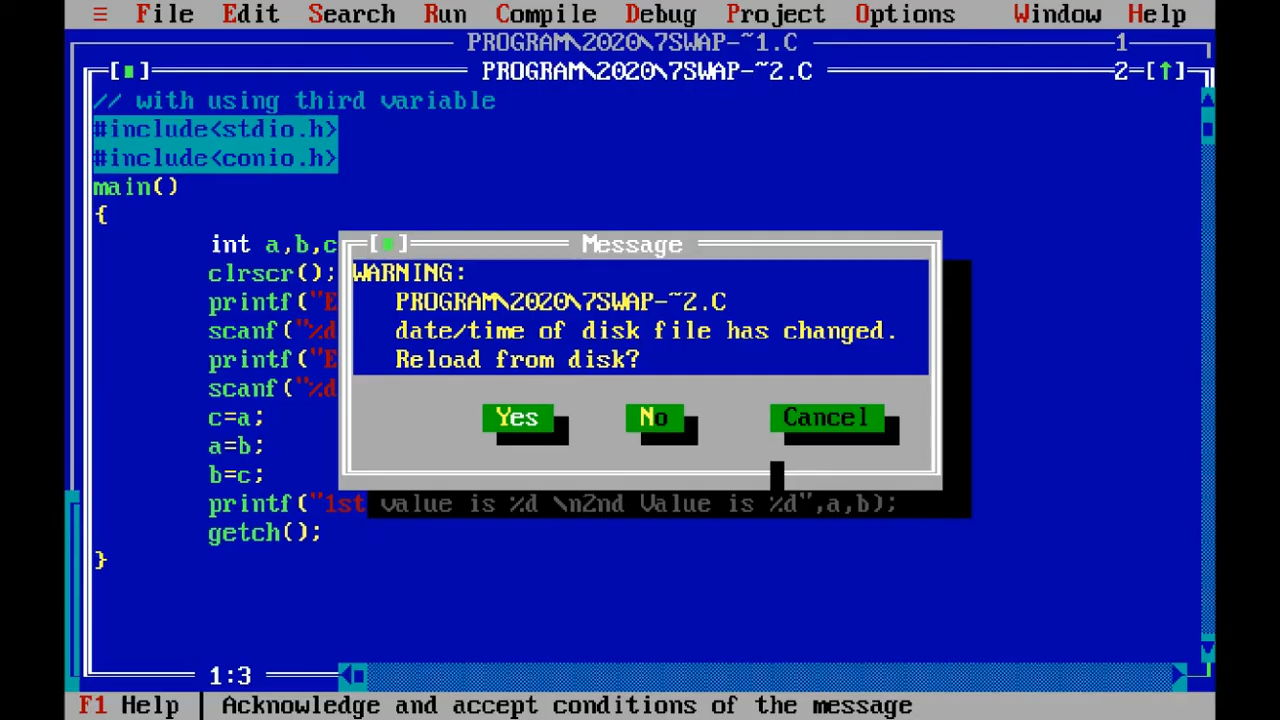 ≡ File Edit Search Run Compile Debug Project Options Window Help
PROGRAM\2020\7SWAP-~1.C 1
[■] PROGRAM\2020\7SWAP-~2.C 2=[↑]
// with using third variable
#include<stdio.h>
#include<conio.h>
main()
{
int a,b,c
clrscr();
printf("E
scanf("%d
printf("E
scanf("%d
c=a;
a=b;
b=c;
printf("1st value is %d \n2nd Value is %d",a,b);
getch();
}
[■] Message
WARNING:
PROGRAM\2020\7SWAP-~2.C
date/time of disk file has changed.
Reload from disk?
Yes No Cancel
1:3
F1 Help │ Acknowledge and accept conditions of the message